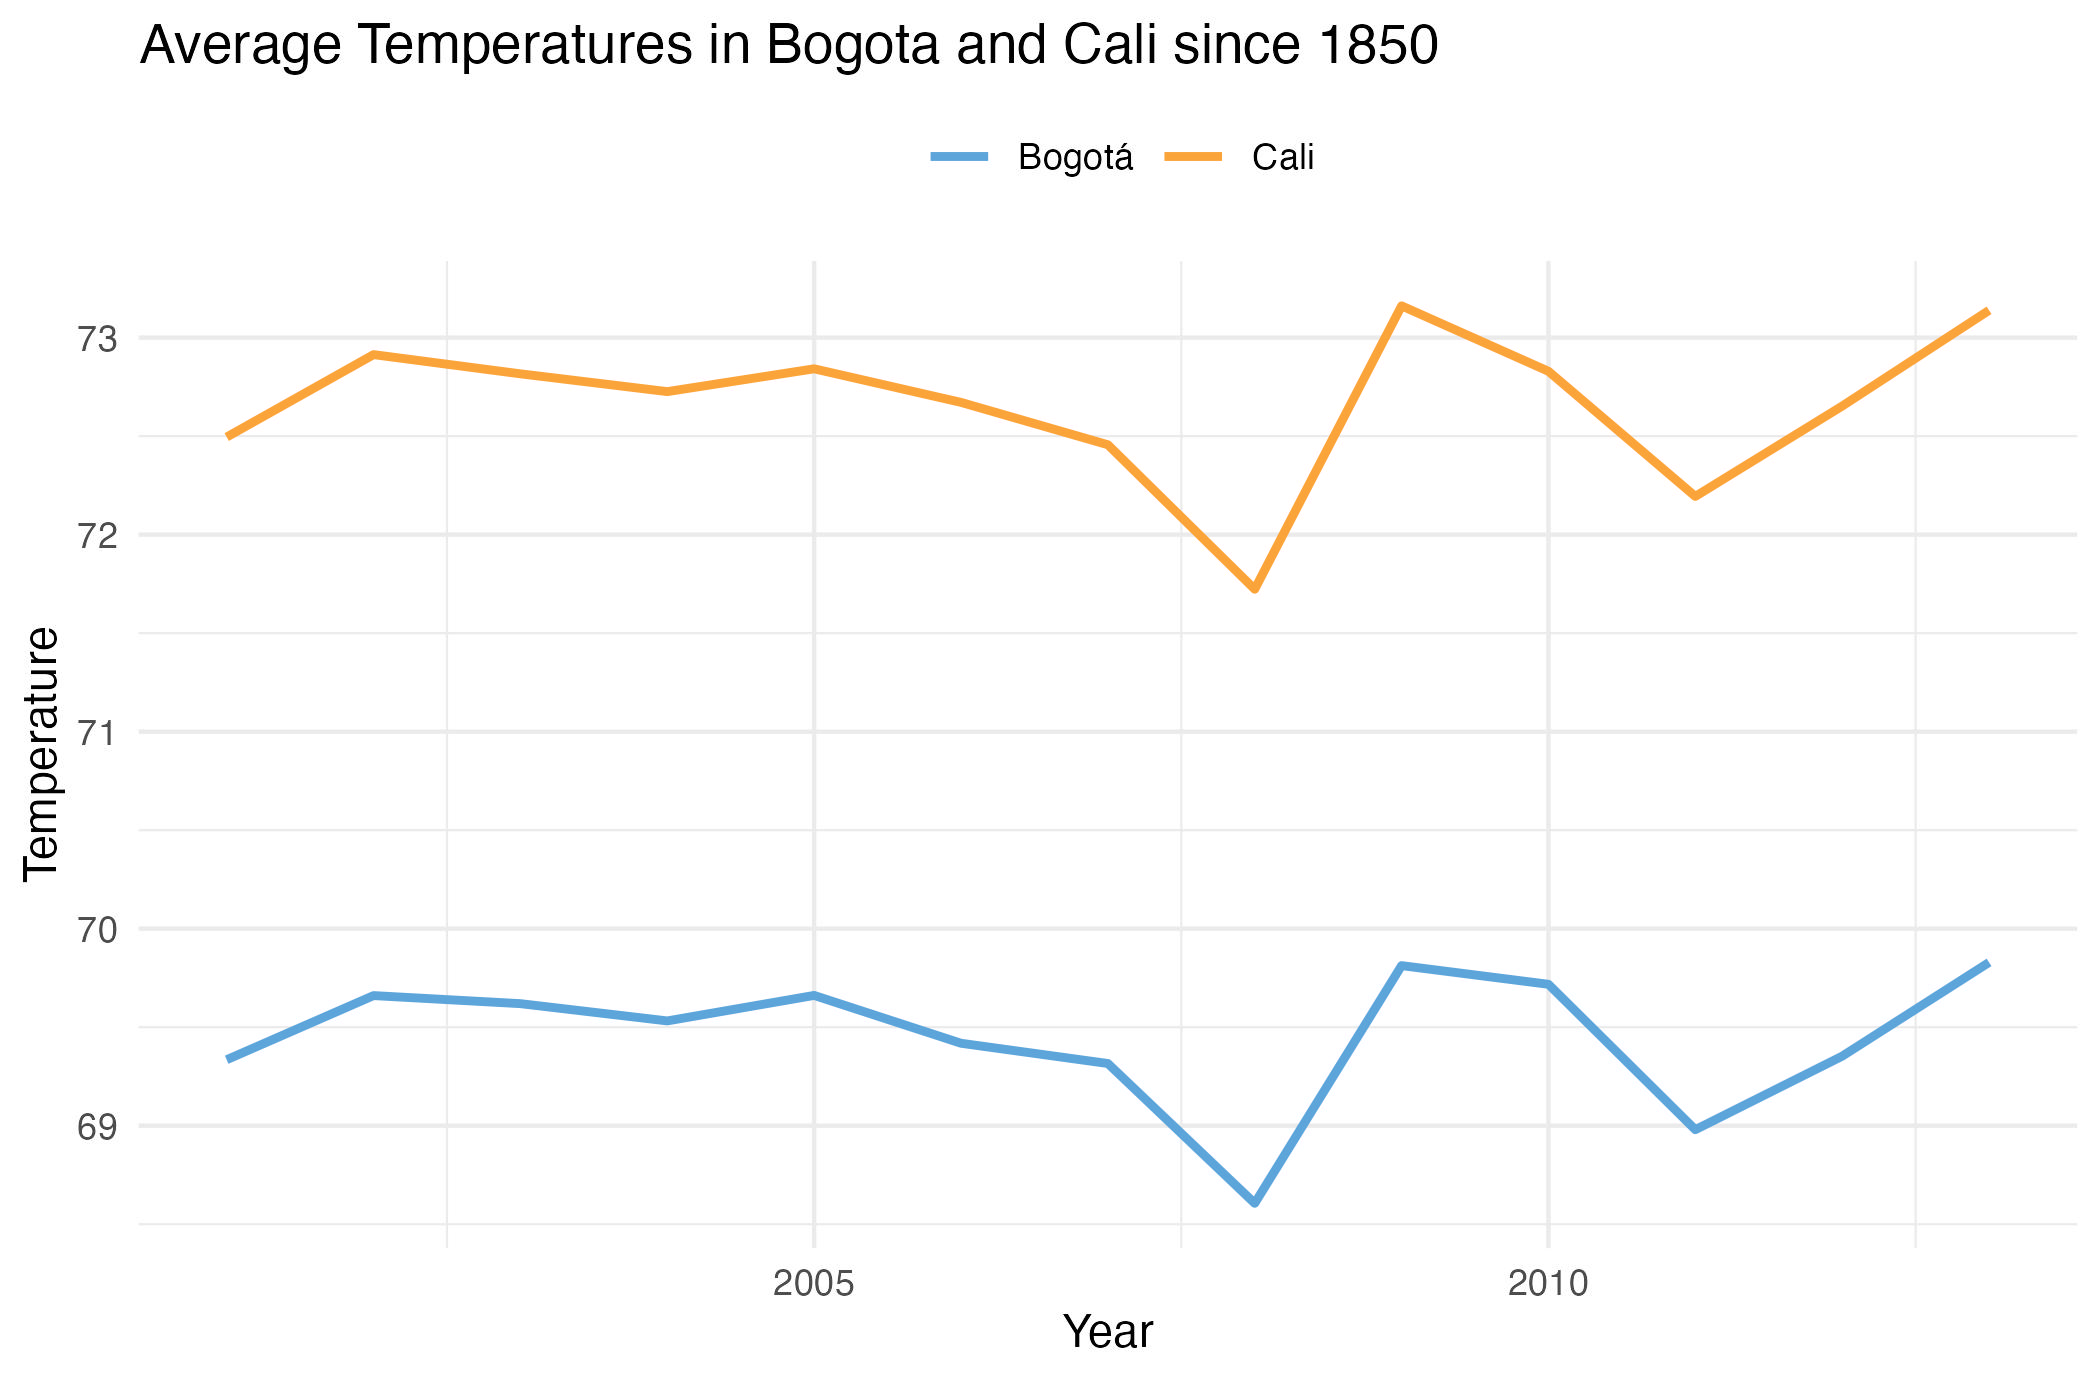 Average Temperatures in Bogota and Cali since 1850
Bogotá Cali
73
72
71
70
69
Temperature
2005 2010
Year